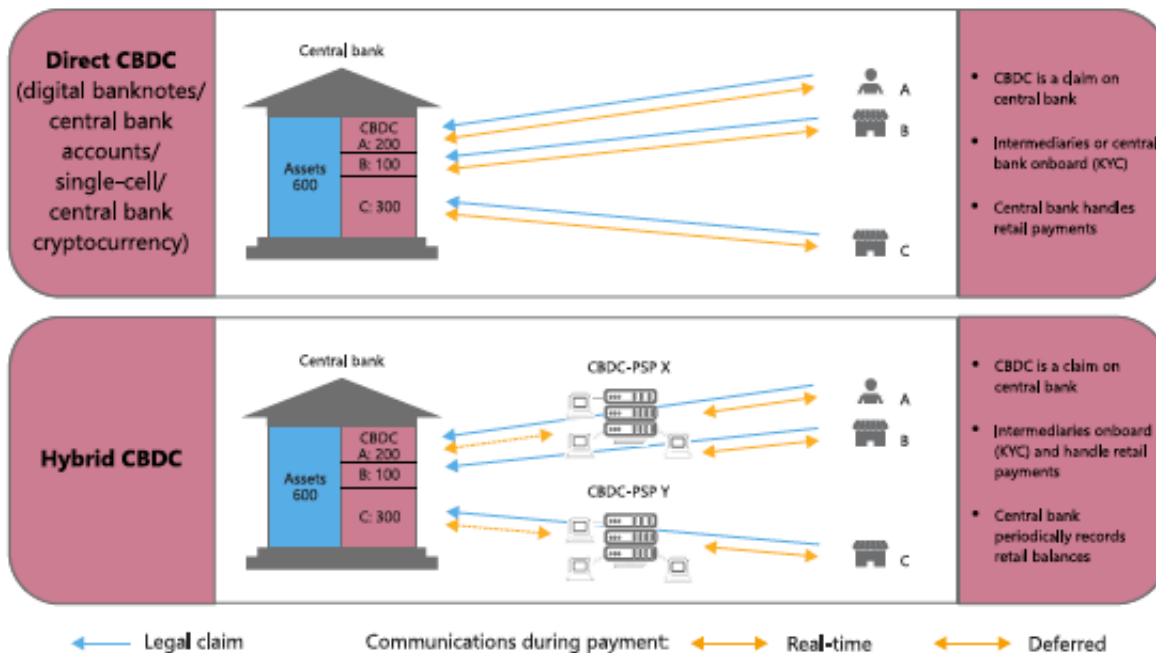 Direct CBDC
(digital banknotes/
central bank
accounts/
single-cell/
central bank
cryptocurrency)
Central bank
Assets
600
CBDC
A: 200
B: 100
C: 300
A
B
C
• CBDC is a claim on
central bank
• Intermediaries or central
bank onboard (KYC)
• Central bank handles
retail payments
Hybrid CBDC
Central bank
Assets
600
CBDC
A: 200
B: 100
C: 300
CBDC-PSP X
CBDC-PSP Y
A
B
C
• CBDC is a claim on
central bank
• Intermediaries onboard
(KYC) and handle retail
payments
• Central bank
periodically records
retail balances
Legal claim
Communications during payment:
Real-time
Deferred